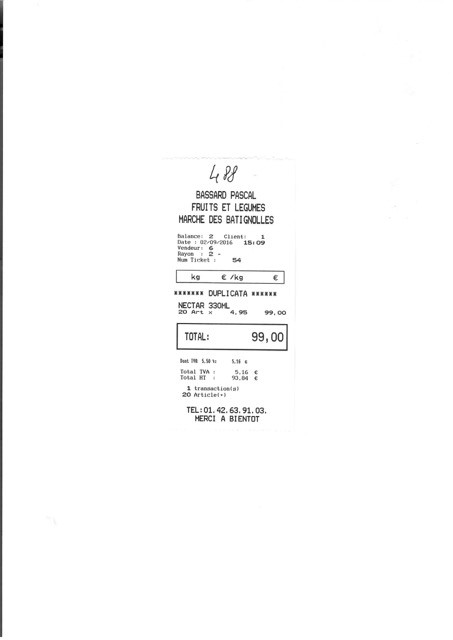 488
BASSARD PASCAL
FRUITS ET LEGUMES
MARCHE DES BATIGNOLLES
Balance: 2 Client: 1
Date : 02/09/2016 15:09
Vendeur: 6
Rayon : 2 -
Num Ticket : 54
kg € /kg €
******* DUPLICATA ******
NECTAR 330ML
20 Art x 4,95 99,00
TOTAL: 99,00
Dont TVA 5,50 %: 5,16 €
Total TVA : 5,16 €
Total HT : 93,84 €
1 transaction(s)
20 Article(s)
TEL:01.42.63.91.03.
MERCI A BIENTOT